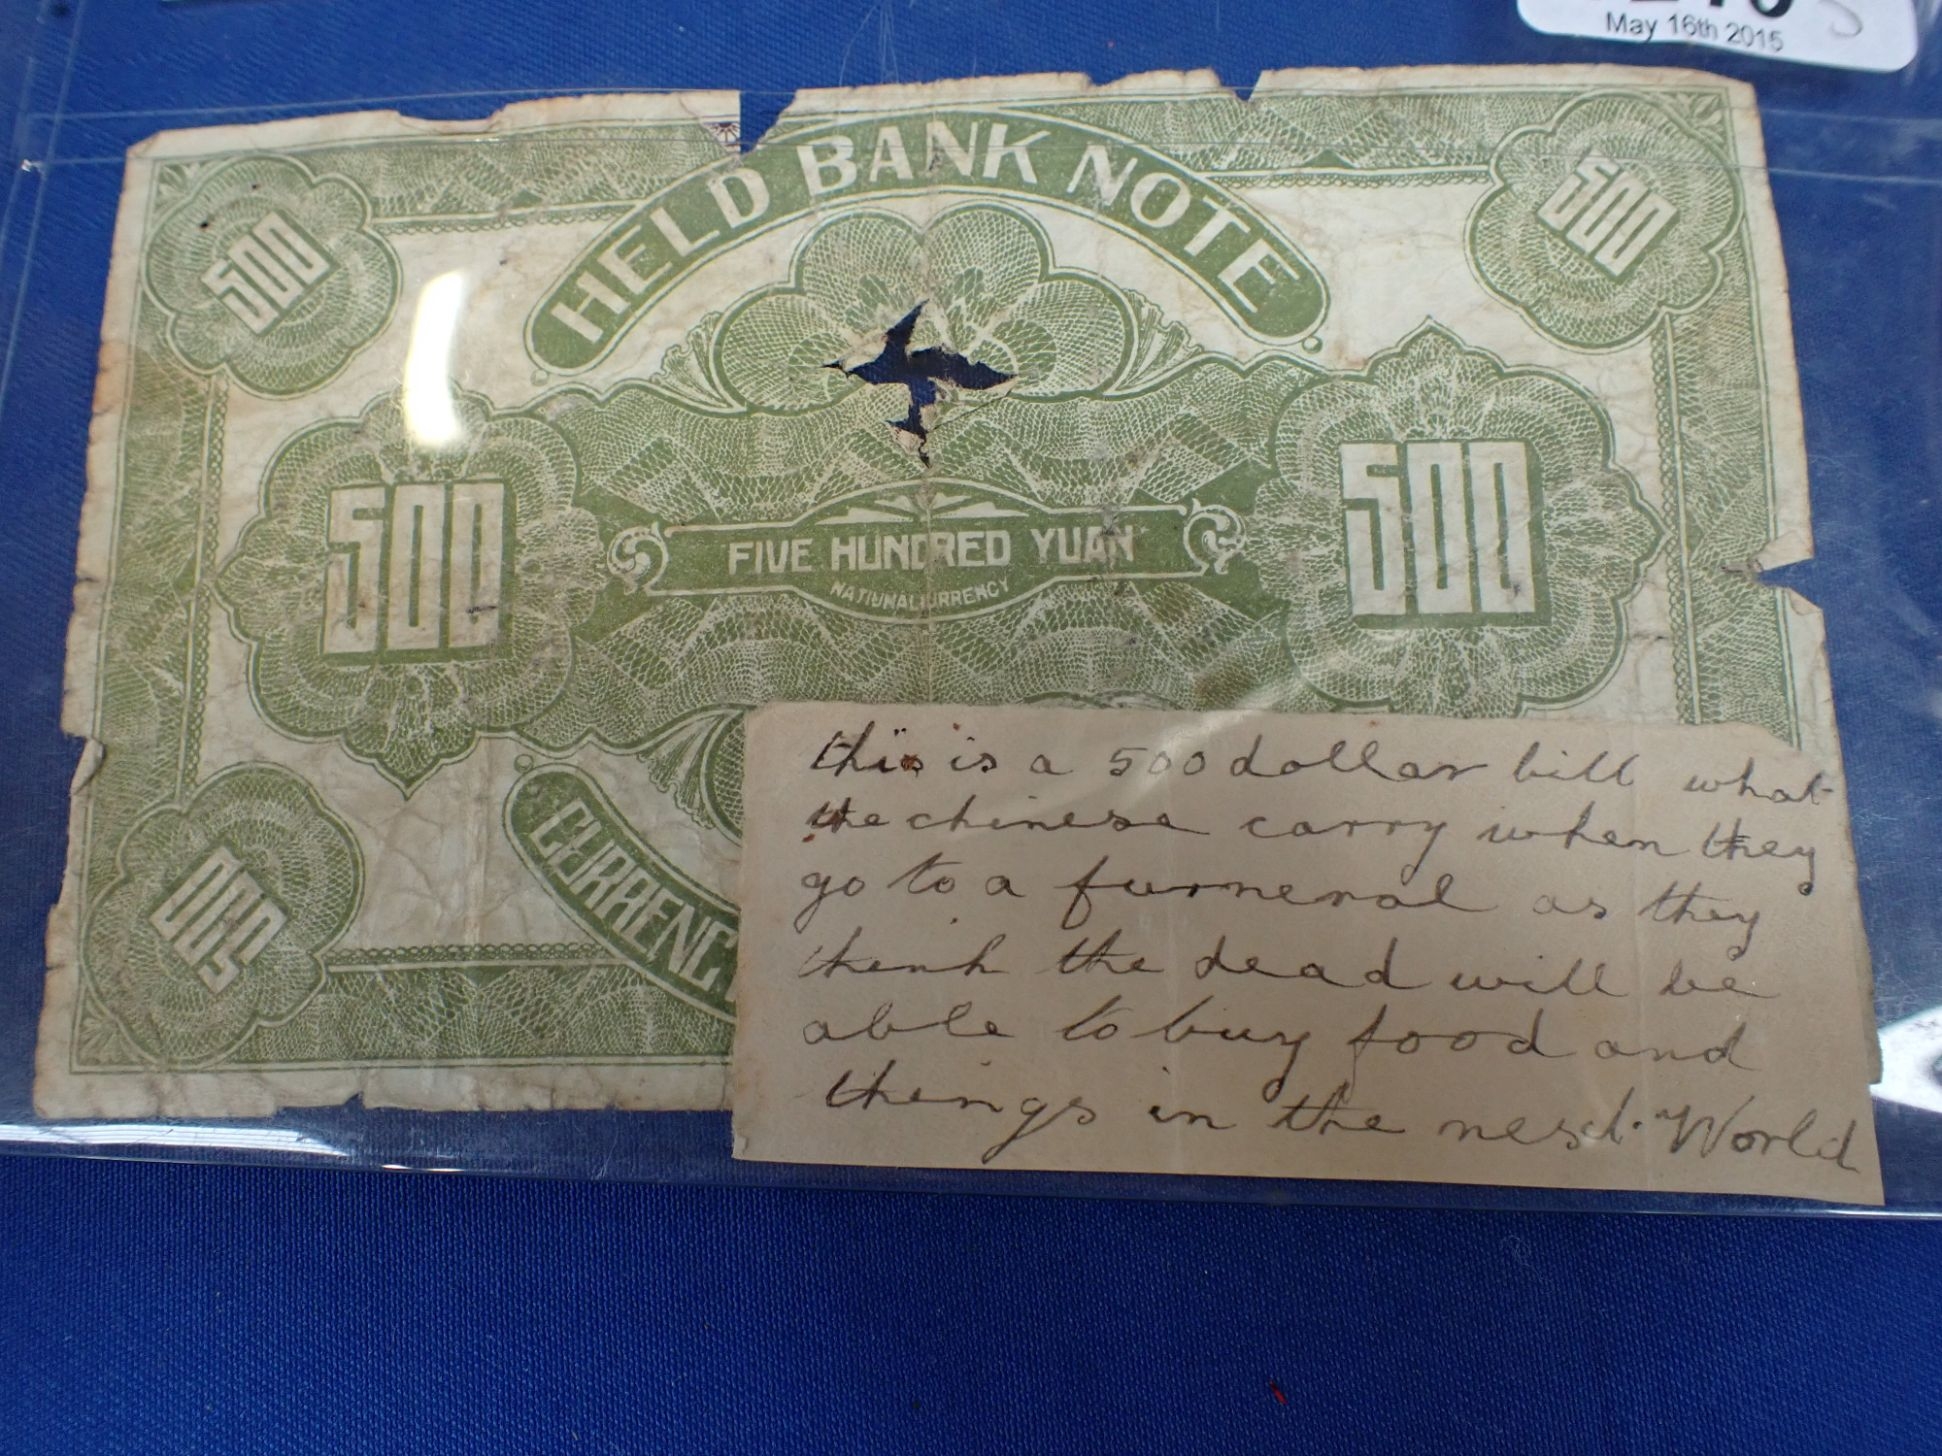 May 16th 2015
HELD BANK NOTE
500
500
500
500
FIVE HUNDRED YUAN
500
CURRENC
this is a 500 dollar bill what
the chinese carry when they
go to a furneral as they
think the dead will be
able to buy food and
things in the next World